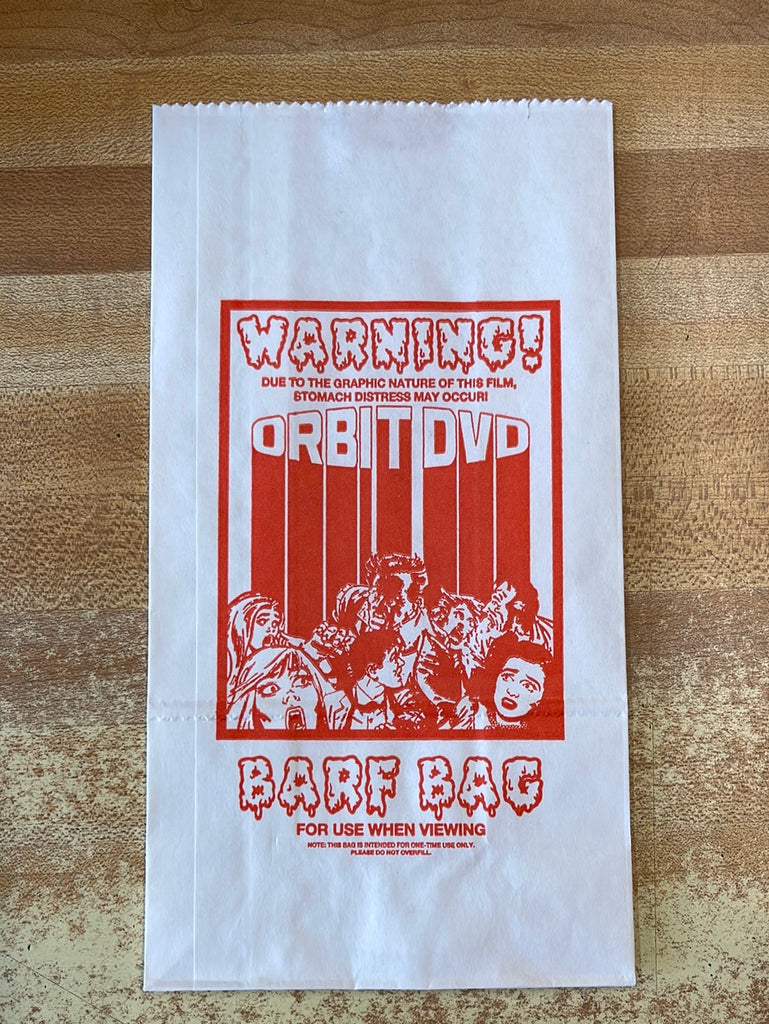 WARNING!
DUE TO THE GRAPHIC NATURE OF THIS FILM,
STOMACH DISTRESS MAY OCCUR!
ORBIT DVD
BARF BAG
FOR USE WHEN VIEWING
NOTE: THIS BAG IS INTENDED FOR ONE-TIME USE ONLY.
PLEASE DO NOT OVERFILL.